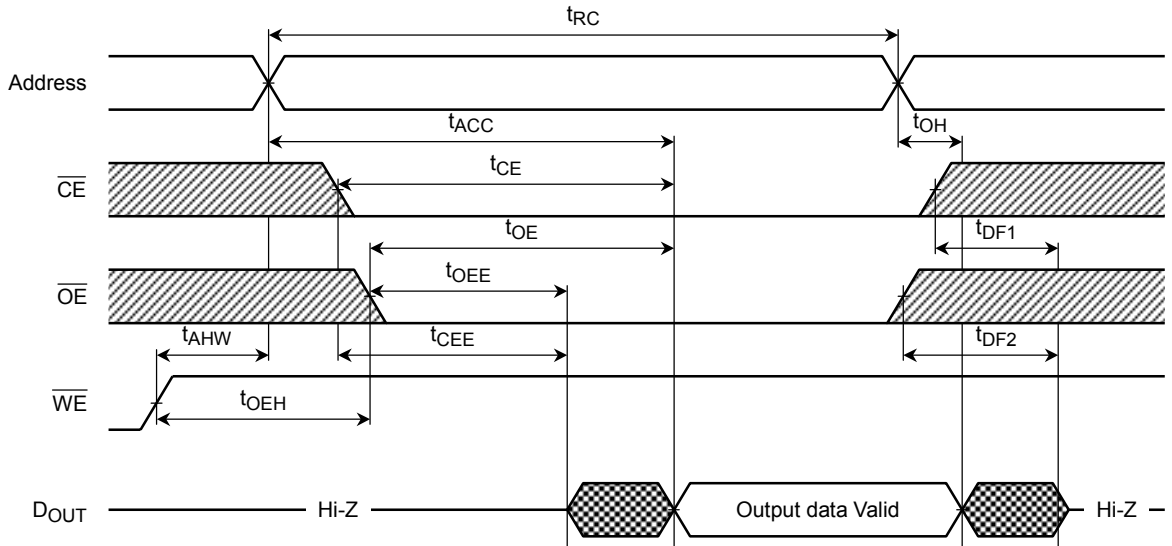 tRC
Address
tACC
tOH
CE
tCE
tOE
tDF1
OE
tOEE
tAHW
tCEE
tDF2
WE
tOEH
DOUT
Hi-Z
Output data Valid
Hi-Z